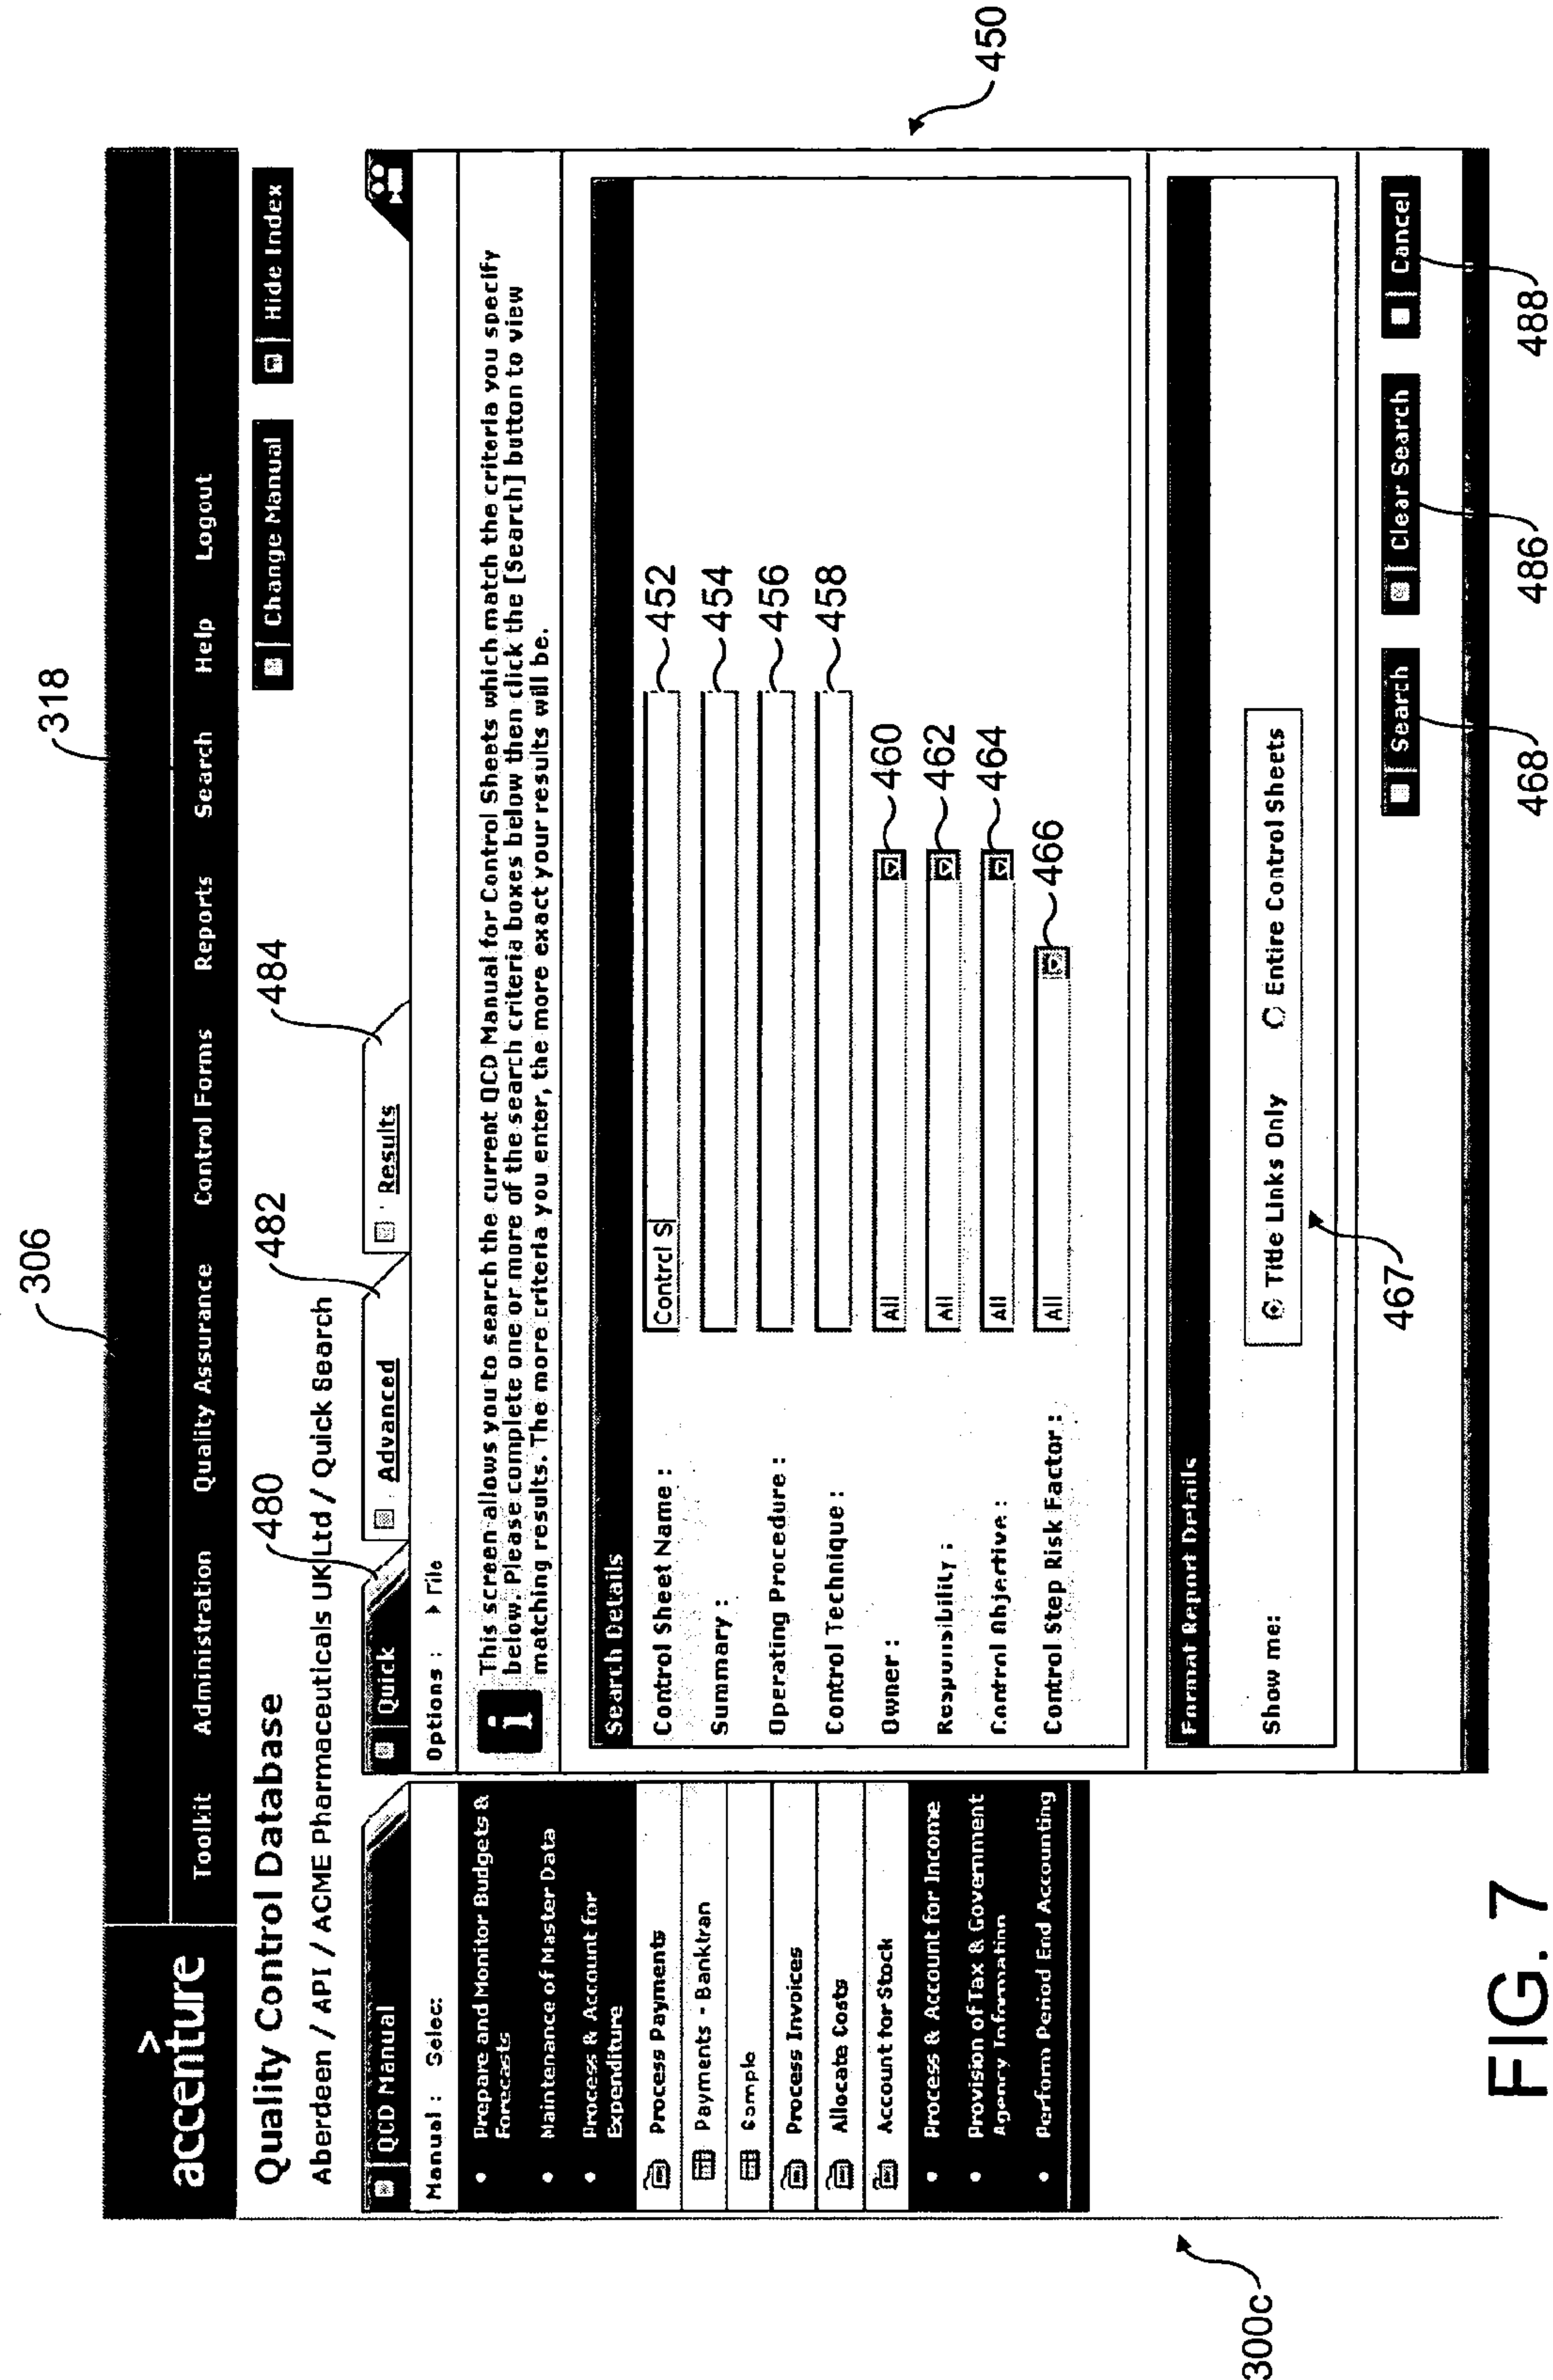 306
318
accenture
>
Toolkit Administration Quality Assurance Control Forms Reports Search Help Logout
Quality Control Database
Change Manual Hide Index
Aberdeen / API / ACME Pharmaceuticals UK Ltd / Quick Search
480
482
484
QCD Manual
Quick Advanced Results
Manual : Selec:
Options : File
Prepare and Monitor Budgets &
Forecasts
Maintenance of Master Data
Process & Account for
Expenditure
Process Payments
Payments - Banktran
Sample
Process Invoices
Allocate Costs
Account for Stock
Process & Account for Income
Provision of Tax & Government
Agency Information
Perform Period End Accounting
i
This screen allows you to search the current QCD Manual for Control Sheets which match the criteria you specify
below. Please complete one or more of the search criteria boxes below then click the [Search] button to view
matching results. The more criteria you enter, the more exact your results will be.
Search Details
Control Sheet Name : Control S 452
Summary : 454
Operating Procedure : 456
Control Technique : 458
Owner : All 460
Responsibility : All 462
Control Objective : All 464
Control Step Risk Factor : All 466
450
Format Report Details
Show me: Title Links Only Entire Control Sheets
467
Search Clear Search Cancel
468 486 488
300c
FIG. 7